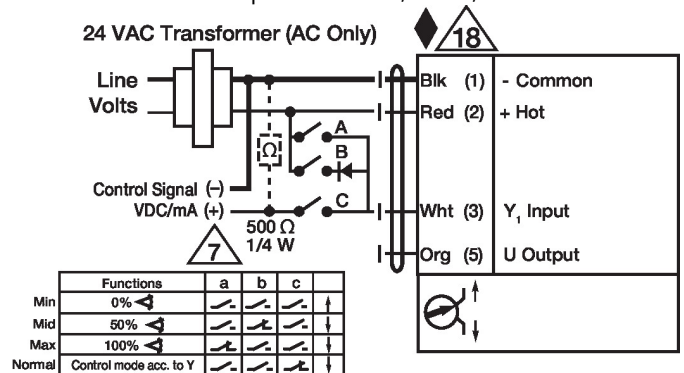 24 VAC Transformer (AC Only)
18
Line
Volts
Blk (1) - Common
Red (2) + Hot
A
Ω
B
Control Signal (–)
VDC/mA (+)
C
Wht (3) Y₁ Input
500 Ω
1/4 W
7
Org (5) U Output
Functions a b c
Min 0%
Mid 50%
Max 100%
Normal Control mode acc. to Y